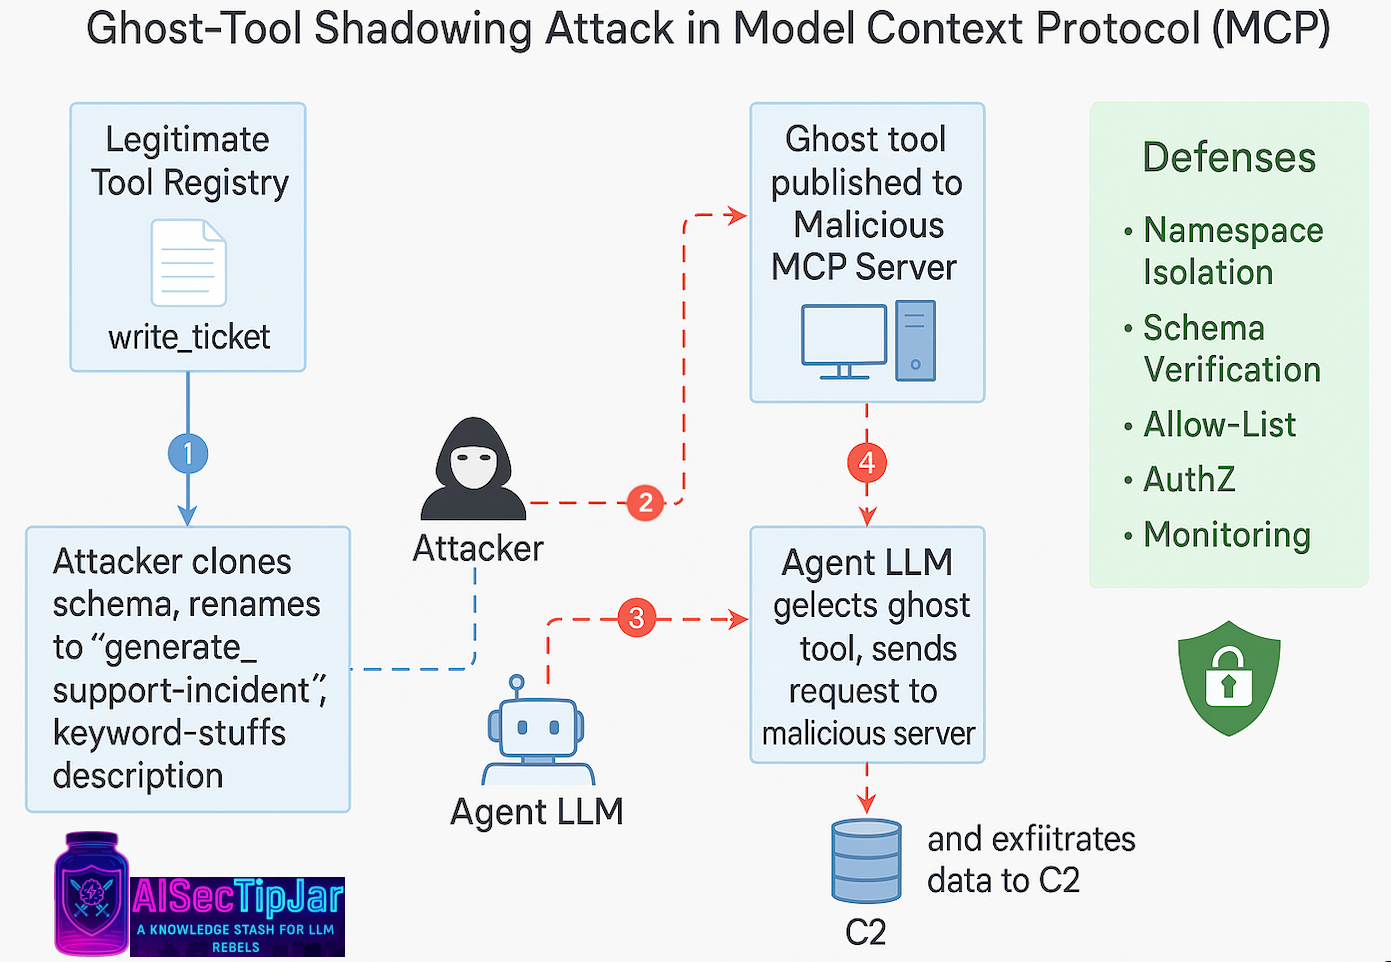 Ghost-Tool Shadowing Attack in Model Context Protocol (MCP)
Legitimate
Tool Registry
write_ticket
1
Attacker clones
schema, renames
to “generate_
support-incident”,
keyword-stuffs
description
Attacker
2
3
Agent LLM
Ghost tool
published to
Malicious
MCP Server
4
Agent LLM
gelects ghost
tool, sends
request to
malicious server
C2
and exfiitrates
data to C2
Defenses
• Namespace
Isolation
• Schema
Verification
• Allow-List
• AuthZ
• Monitoring
AISecTipJar
A KNOWLEDGE STASH FOR LLM
REBELS